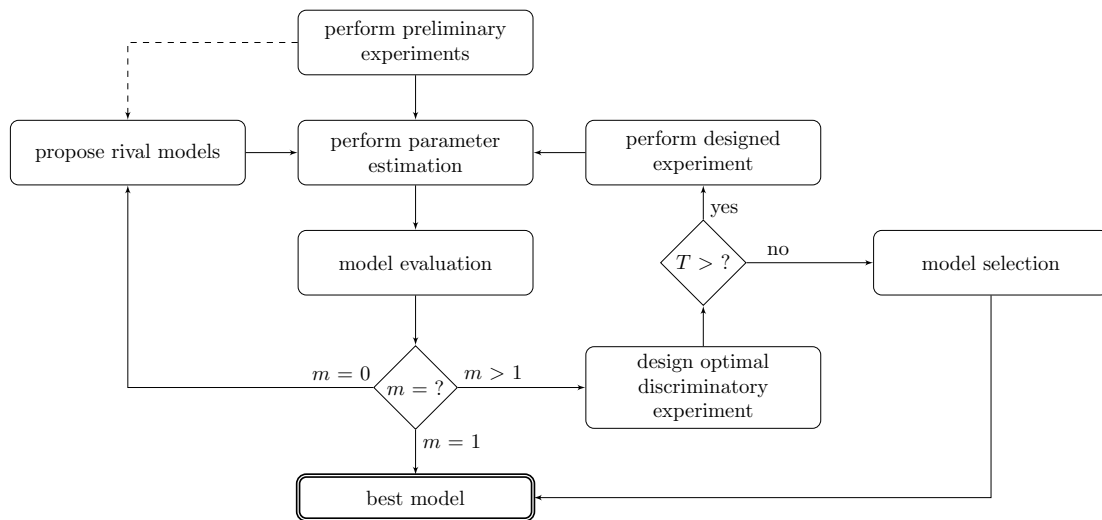 perform preliminary
experiments
propose rival models
perform parameter
estimation
perform designed
experiment
yes
model evaluation
T > ?
no
model selection
m = 0
m = ?
m > 1
design optimal
discriminatory
experiment
m = 1
best model